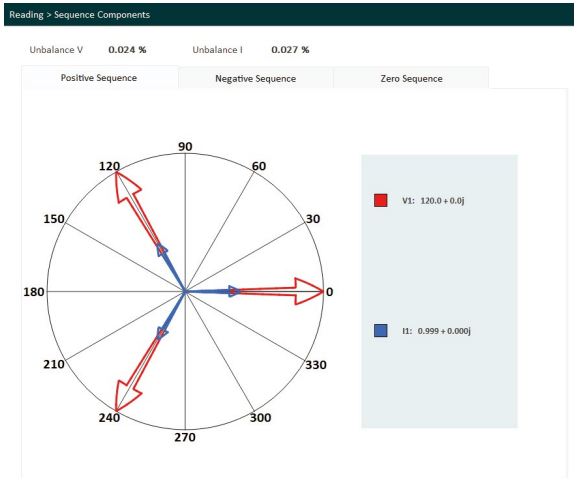 Reading > Sequence Components
Unbalance V 0.024 % Unbalance I 0.027 %
Positive Sequence Negative Sequence Zero Sequence
90
120 60
150 30
V1: 120.0 + 0.0j
180 0
I1: 0.999 + 0.000j
210 330
240 300
270